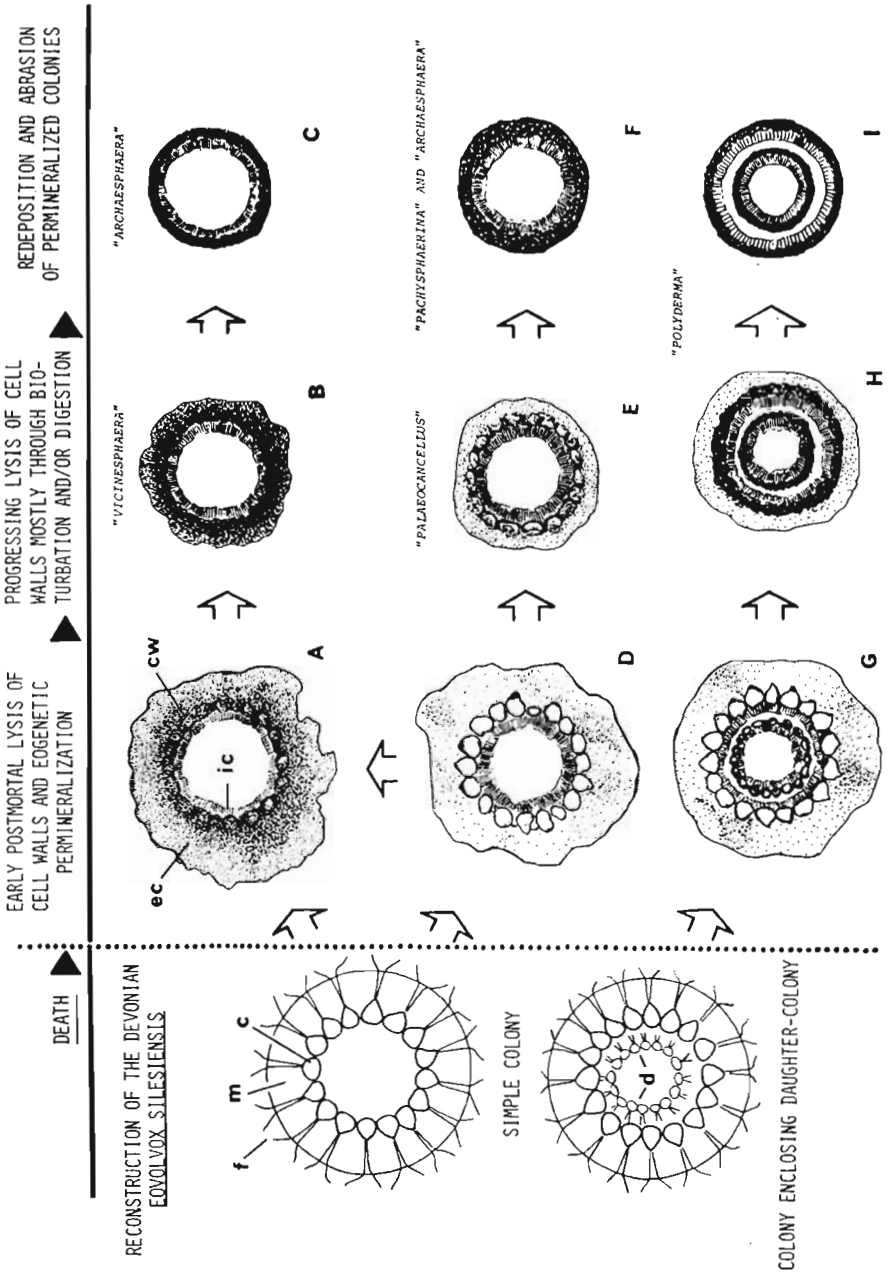 DEATH
EARLY POSTMORTAL LYSIS OF
CELL WALLS AND EOGENETIC
PERMINERALIZATION
PROGRESSING LYSIS OF CELL
WALLS MOSTLY THROUGH BIO-
TURBATION AND/OR DIGESTION
REDEPOSITION AND ABRASION
OF PERMINERALIZED COLONIES
RECONSTRUCTION OF THE DEVONIAN
EOVOLVOX SILESIENSIS
f
m
c
SIMPLE COLONY
d
COLONY ENCLOSING DAUGHTER-COLONY
ec
ic
cw
A
"VICINESPHAERA"
B
"ARCHAESPHAERA"
C
D
"PALAEOCANCELLUS"
E
"PACHYSPHAERINA" AND "ARCHAESPHAERA"
F
G
H
"POLYDERMA"
I